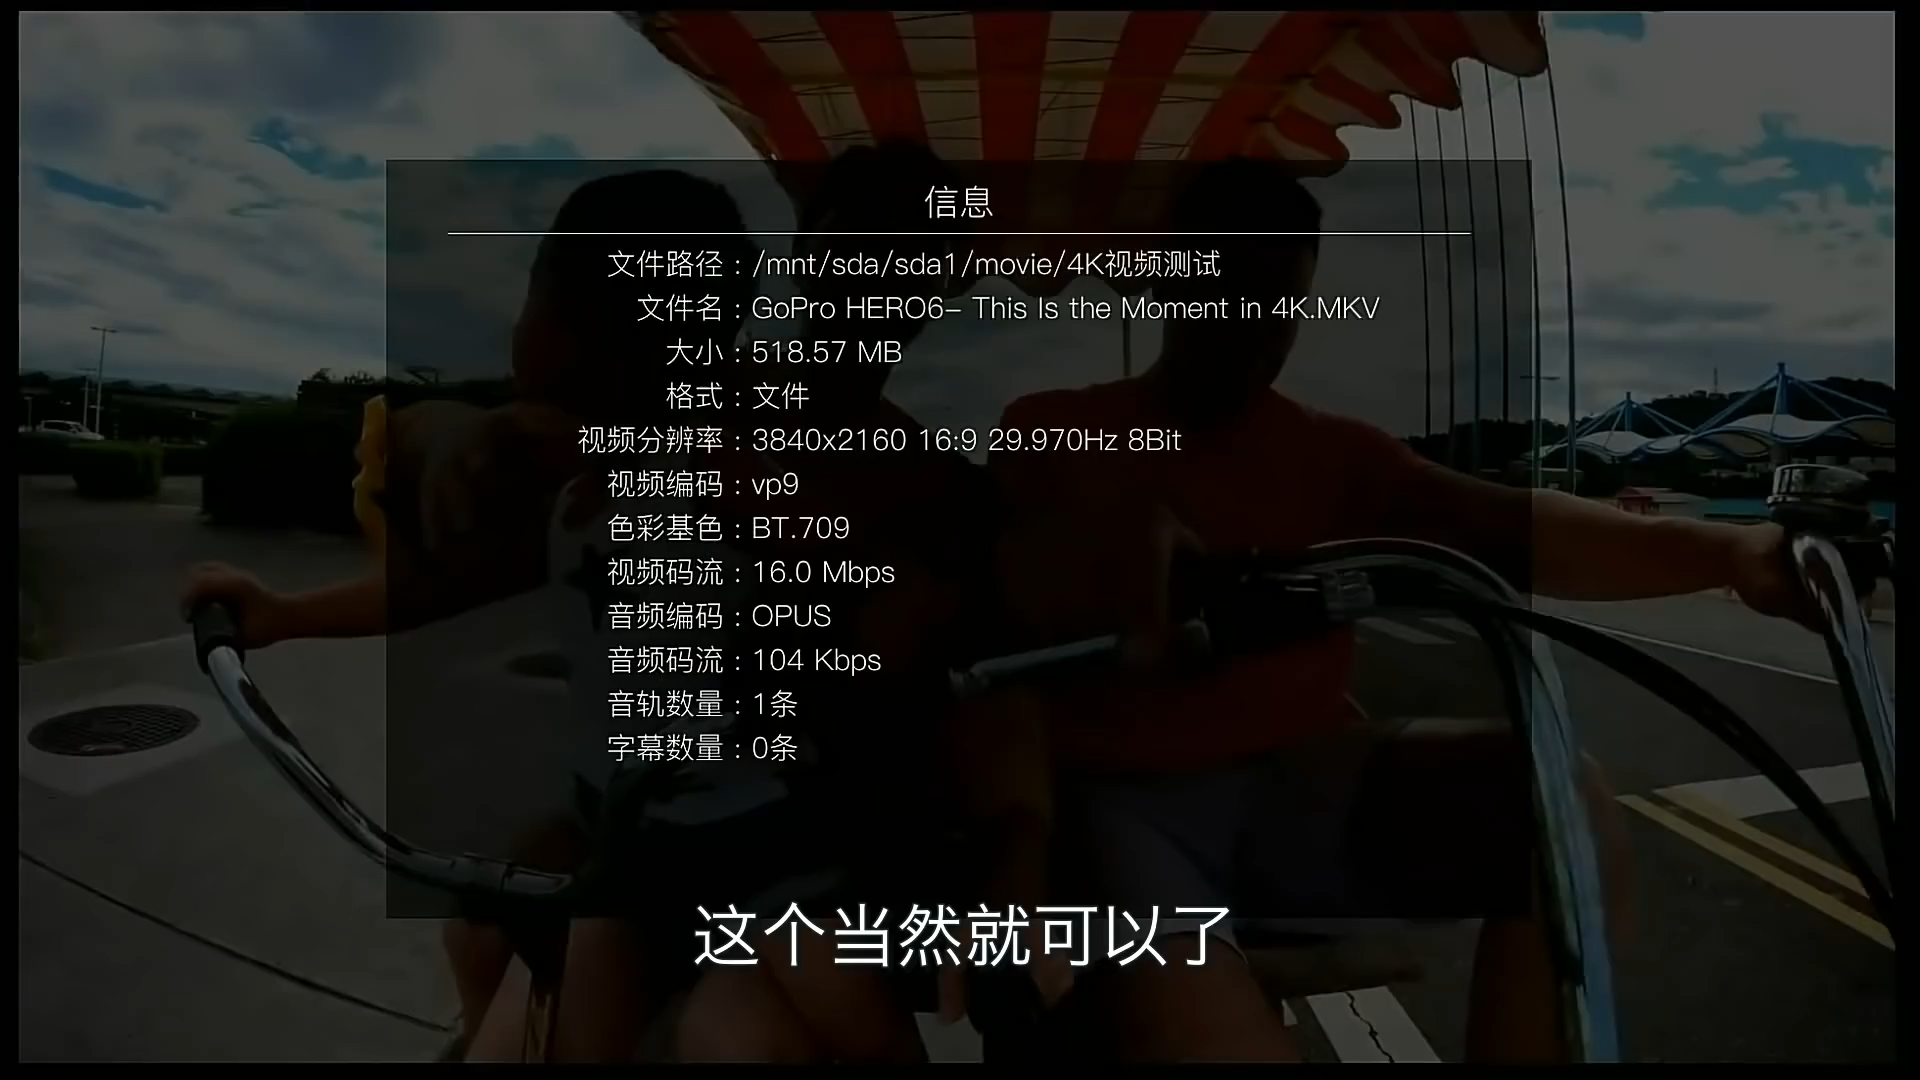 信息
文件路径：/mnt/sda/sda1/movie/4K视频测试
文件名：GoPro HERO6– This Is the Moment in 4K.MKV
大小：518.57 MB
格式：文件
视频分辨率：3840x2160 16:9 29.970Hz 8Bit
视频编码：vp9
色彩基色：BT.709
视频码流：16.0 Mbps
音频编码：OPUS
音频码流：104 Kbps
音轨数量：1条
字幕数量：0条
这个当然就可以了